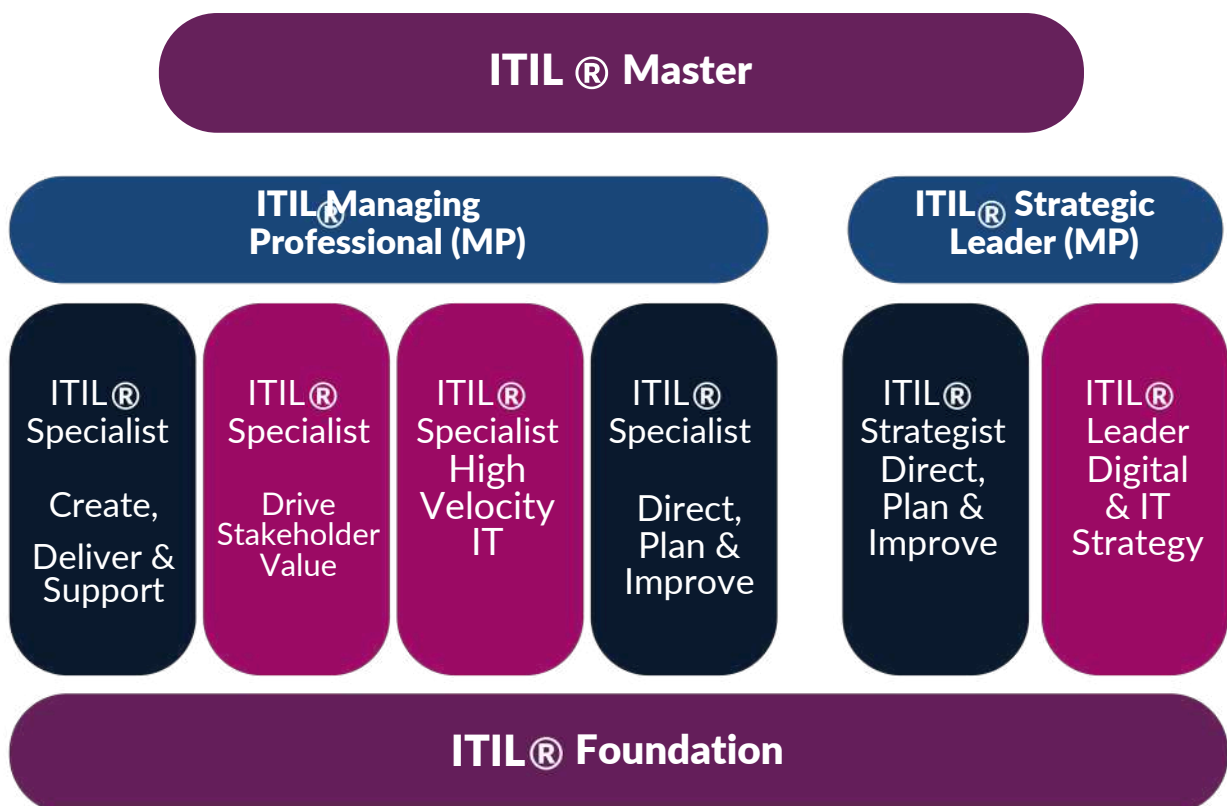 ITIL ® Master
ITIL®Managing
Professional (MP)
ITIL® Strategic
Leader (MP)
ITIL®
Specialist
Create,
Deliver &
Support
ITIL®
Specialist
Drive
Stakeholder
Value
ITIL®
Specialist
High
Velocity
IT
ITIL®
Specialist
Direct,
Plan &
Improve
ITIL®
Strategist
Direct,
Plan &
Improve
ITIL®
Leader
Digital
& IT
Strategy
ITIL® Foundation